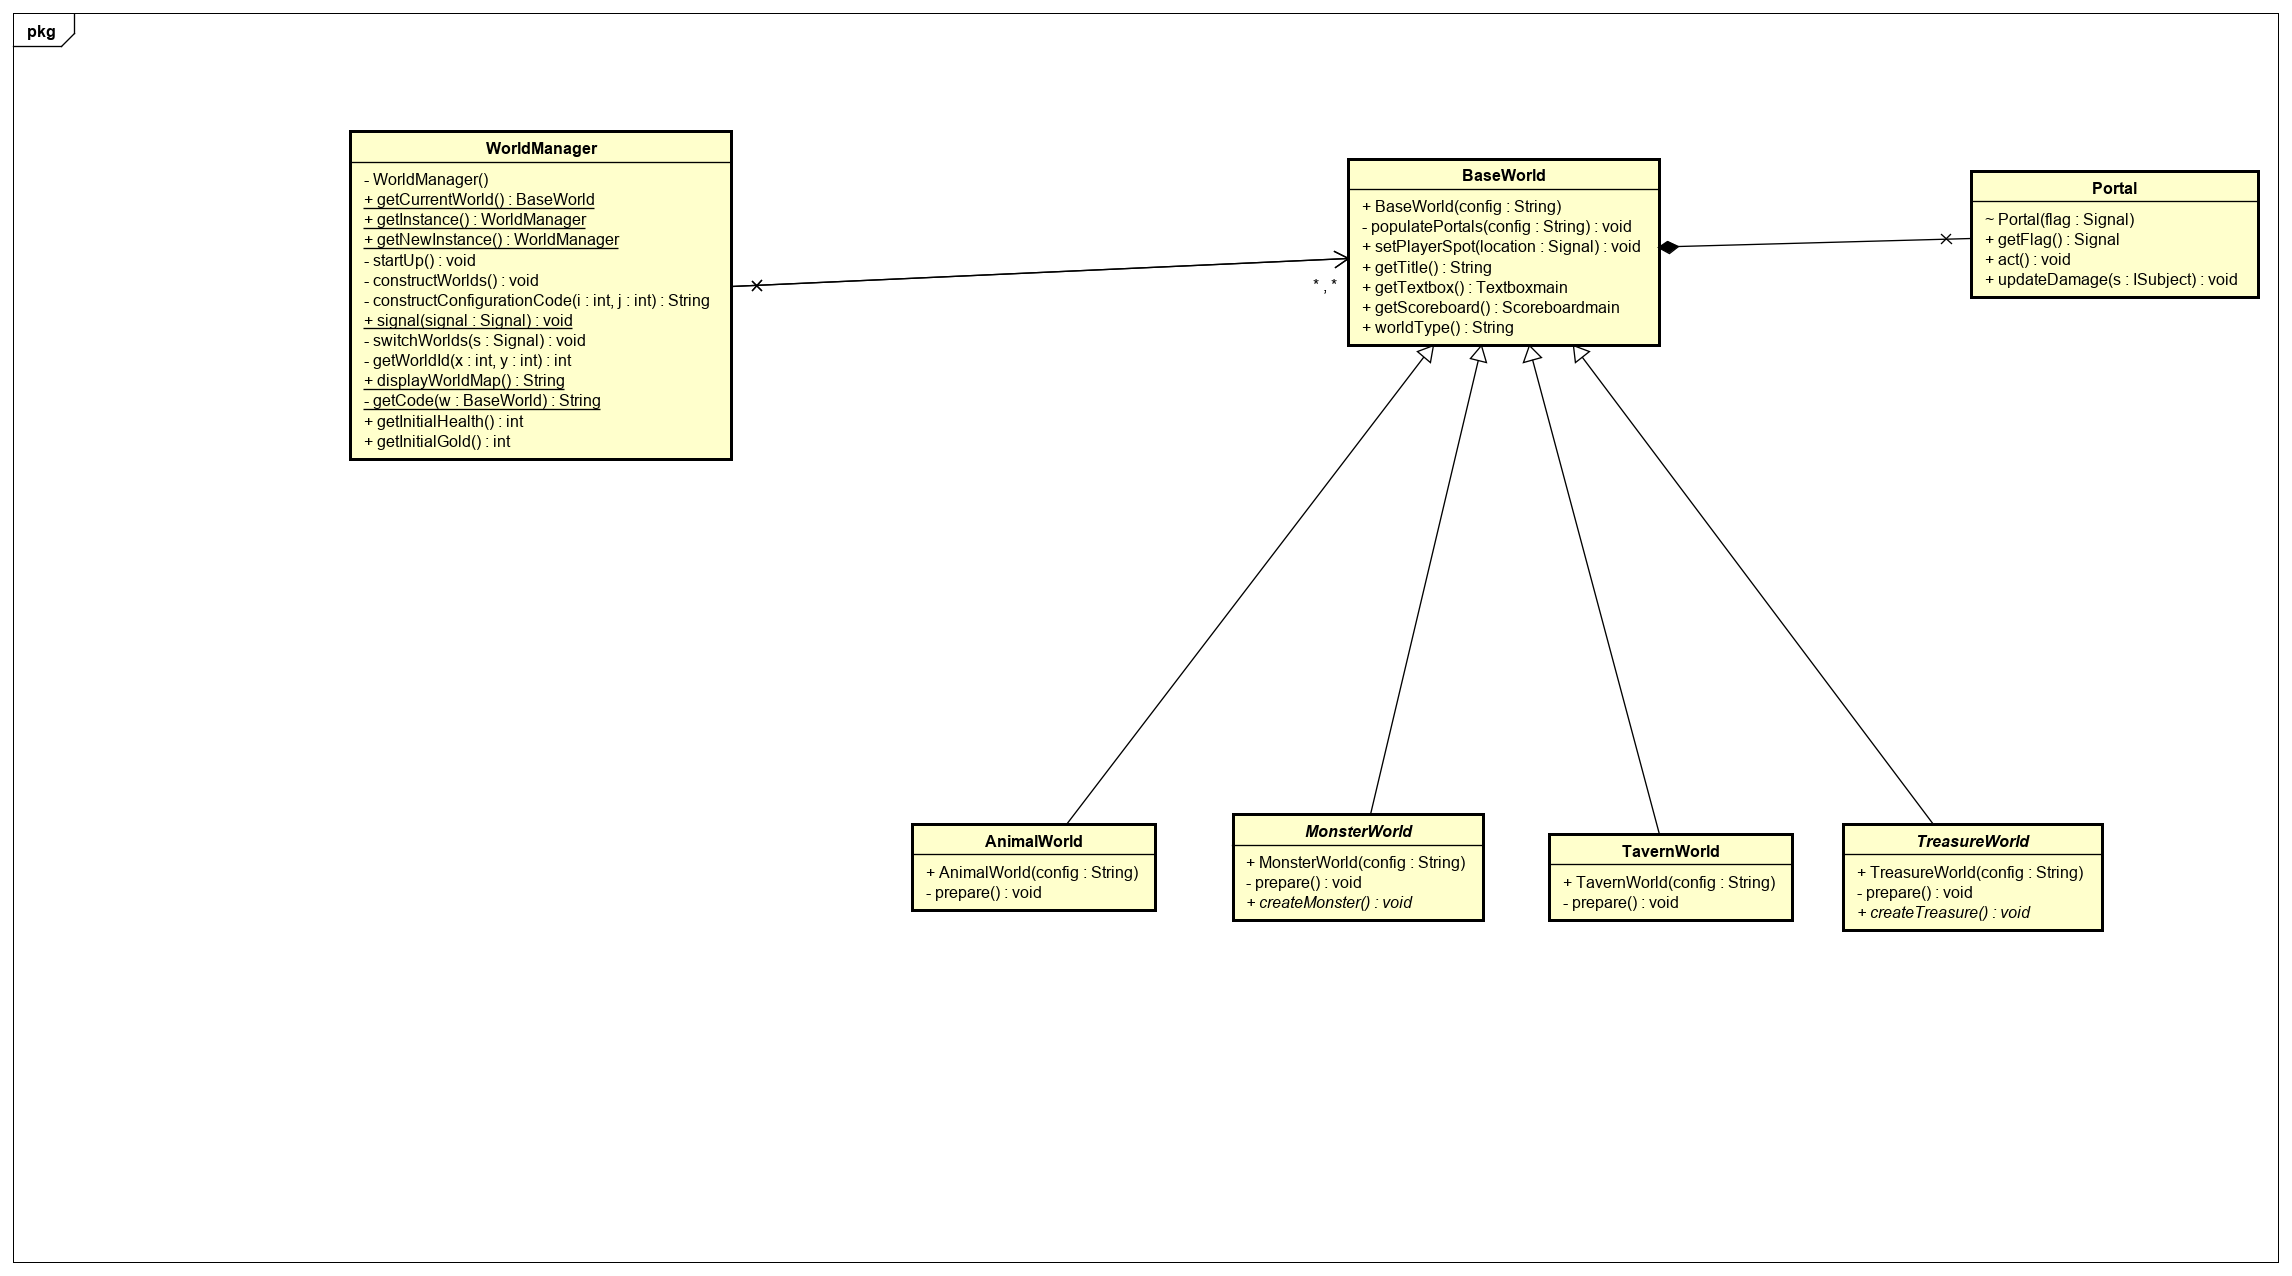 pkg
WorldManager
- WorldManager()
+ getCurrentWorld() : BaseWorld
+ getInstance() : WorldManager
+ getNewInstance() : WorldManager
- startUp() : void
- constructWorlds() : void
- constructConfigurationCode(i : int, j : int) : String
+ signal(signal : Signal) : void
- switchWorlds(s : Signal) : void
- getWorldId(x : int, y : int) : int
+ displayWorldMap() : String
- getCode(w : BaseWorld) : String
+ getInitialHealth() : int
+ getInitialGold() : int
* , *
BaseWorld
+ BaseWorld(config : String)
- populatePortals(config : String) : void
+ setPlayerSpot(location : Signal) : void
+ getTitle() : String
+ getTextbox() : Textboxmain
+ getScoreboard() : Scoreboardmain
+ worldType() : String
Portal
~ Portal(flag : Signal)
+ getFlag() : Signal
+ act() : void
+ updateDamage(s : ISubject) : void
AnimalWorld
+ AnimalWorld(config : String)
- prepare() : void
MonsterWorld
+ MonsterWorld(config : String)
- prepare() : void
+ createMonster() : void
TavernWorld
+ TavernWorld(config : String)
- prepare() : void
TreasureWorld
+ TreasureWorld(config : String)
- prepare() : void
+ createTreasure() : void